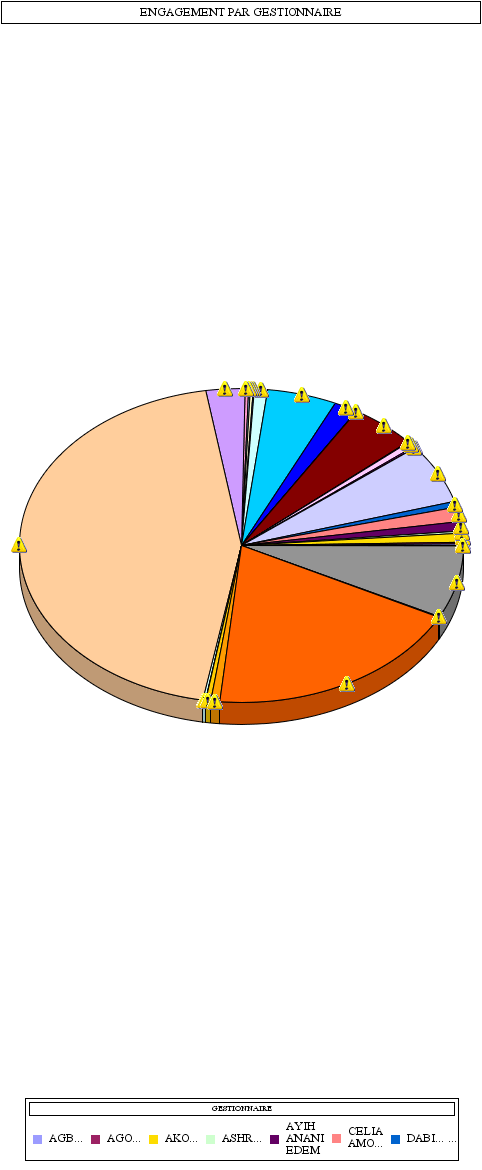 ENGAGEMENT PAR GESTIONNAIRE
GESTIONNAIRE
AGB...
AGO...
AKO...
ASHR...
AYIH
ANANI
EDEM
CELIA
AMO...
DABI... ...